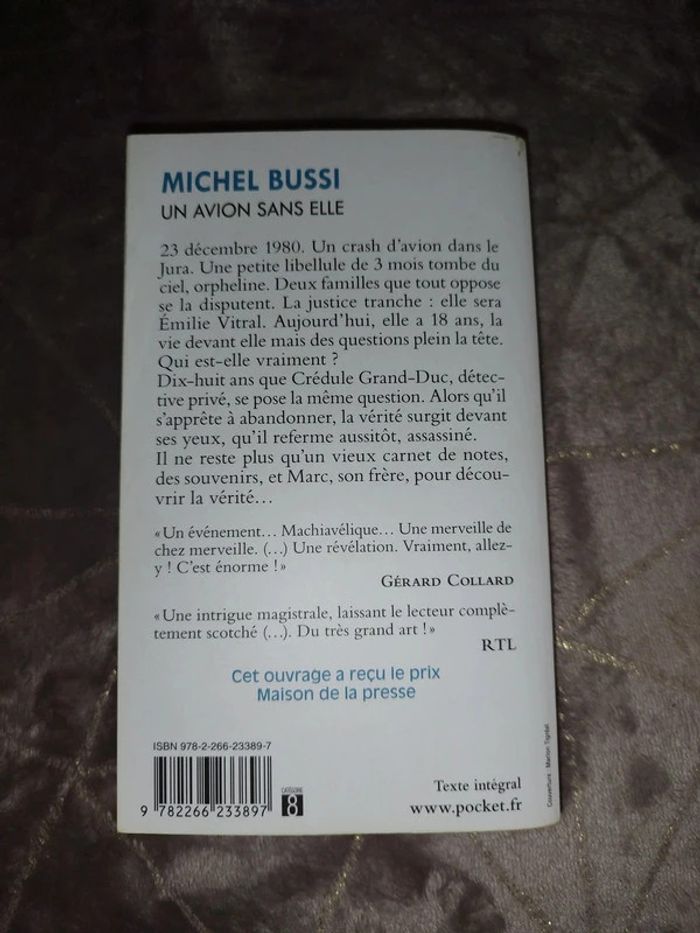 MICHEL BUSSI
UN AVION SANS ELLE
23 décembre 1980. Un crash d'avion dans le
Jura. Une petite libellule de 3 mois tombe du
ciel, orpheline. Deux familles que tout oppose
se la disputent. La justice tranche : elle sera
Émilie Vitral. Aujourd'hui, elle a 18 ans, la
vie devant elle mais des questions plein la tête.
Qui est-elle vraiment ?
Dix-huit ans que Crédule Grand-Duc, détec-
tive privé, se pose la même question. Alors qu'il
s'apprête à abandonner, la vérité surgit devant
ses yeux, qu'il referme aussitôt, assassiné.
Il ne reste plus qu'un vieux carnet de notes,
des souvenirs, et Marc, son frère, pour décou-
vrir la vérité…
« Un événement… Machiavélique… Une merveille de
chez merveille. (…) Une révélation. Vraiment, allez-
y ! C'est énorme ! »
GÉRARD COLLARD
« Une intrigue magistrale, laissant le lecteur complè-
tement scotché (…). Du très grand art ! »
RTL
Cet ouvrage a reçu le prix
Maison de la presse
ISBN 978-2-266-23389-7
9 782266 233897
CATÉGORIE
8
Texte intégral
www.pocket.fr
Couverture : Marion Tigréat.